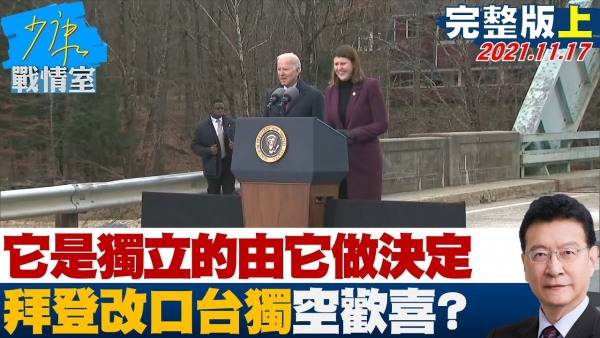 少康
戰情室
完整版上
2021.11.17
它是獨立的由它做決定
拜登改口台獨空歡喜?